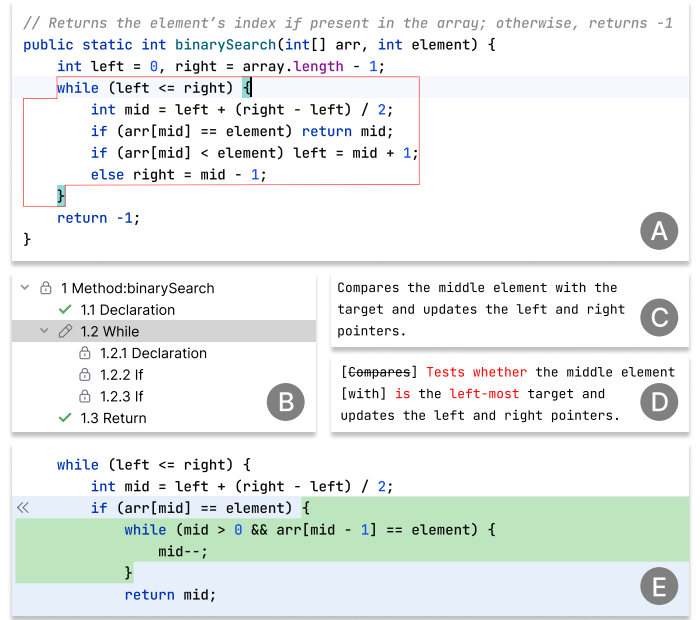 // Returns the element’s index if present in the array; otherwise, returns -1
public static int binarySearch(int[] arr, int element) {
int left = 0, right = array.length - 1;
while (left <= right) {
int mid = left + (right - left) / 2;
if (arr[mid] == element) return mid;
if (arr[mid] < element) left = mid + 1;
else right = mid - 1;
}
return -1;
}
A
1 Method:binarySearch
1.1 Declaration
1.2 While
1.2.1 Declaration
1.2.2 If
1.2.3 If
1.3 Return
B
Compares the middle element with the
target and updates the left and right
pointers.
C
[Compares] Tests whether the middle element
[with] is the left-most target and
updates the left and right pointers.
D
while (left <= right) {
int mid = left + (right - left) / 2;
if (arr[mid] == element) {
while (mid > 0 && arr[mid - 1] == element) {
mid--;
}
return mid;
E